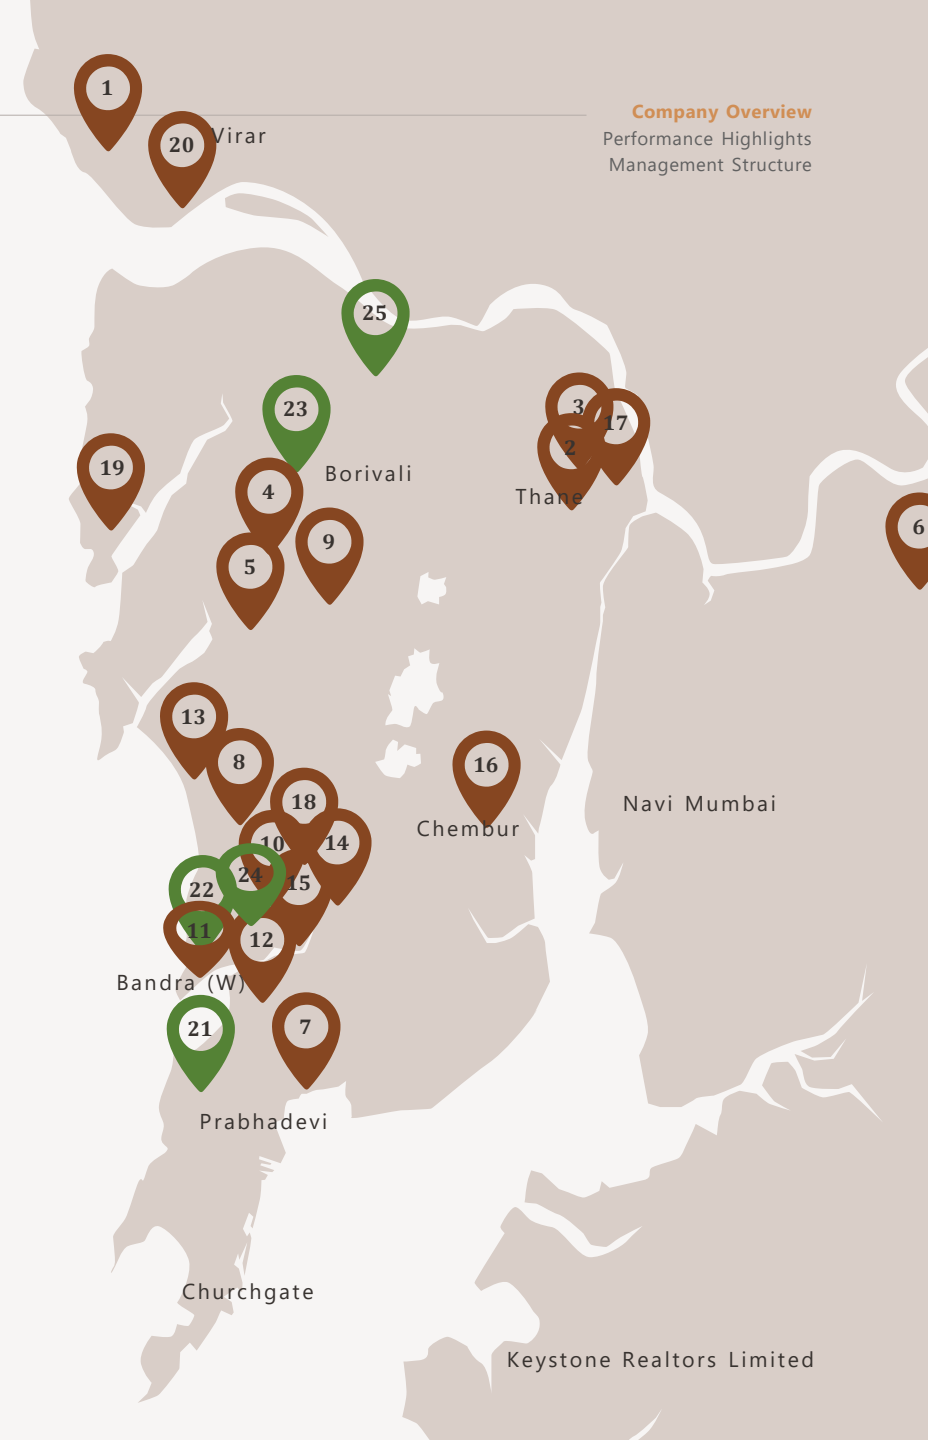 Company Overview
Performance Highlights
Management Structure
1
20
Virar
25
23
3
17
2
Borivali
19
4
Thane
9
6
5
13
8
16
18
Navi Mumbai
Chembur
10
14
24
15
22
11
12
Bandra (W)
21
7
Prabhadevi
Churchgate
Keystone Realtors Limited